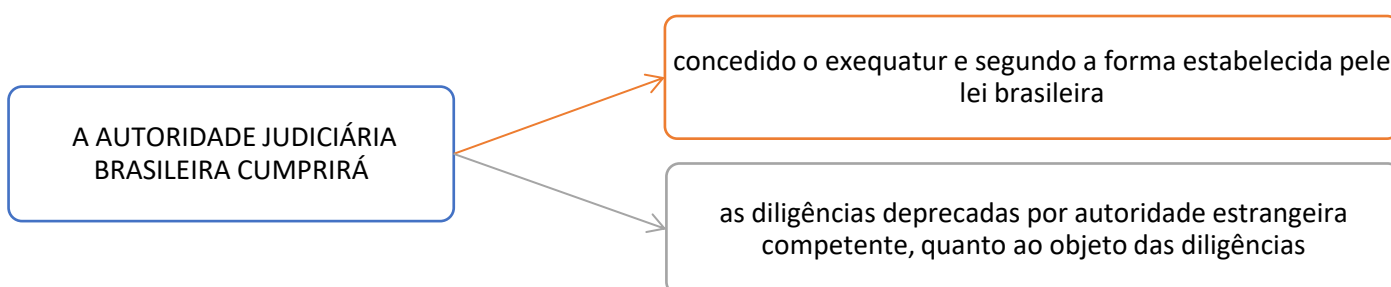 A AUTORIDADE JUDICIÁRIA
BRASILEIRA CUMPRIRÁ
concedido o exequatur e segundo a forma estabelecida pele
lei brasileira
as diligências deprecadas por autoridade estrangeira
competente, quanto ao objeto das diligências